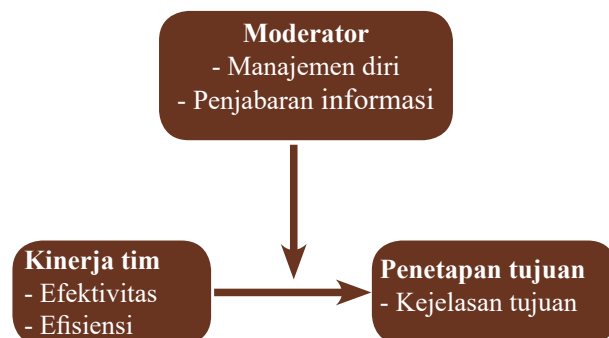 Moderator
- Manajemen diri
- Penjabaran informasi
Kinerja tim
- Efektivitas
- Efisiensi
Penetapan tujuan
- Kejelasan tujuan